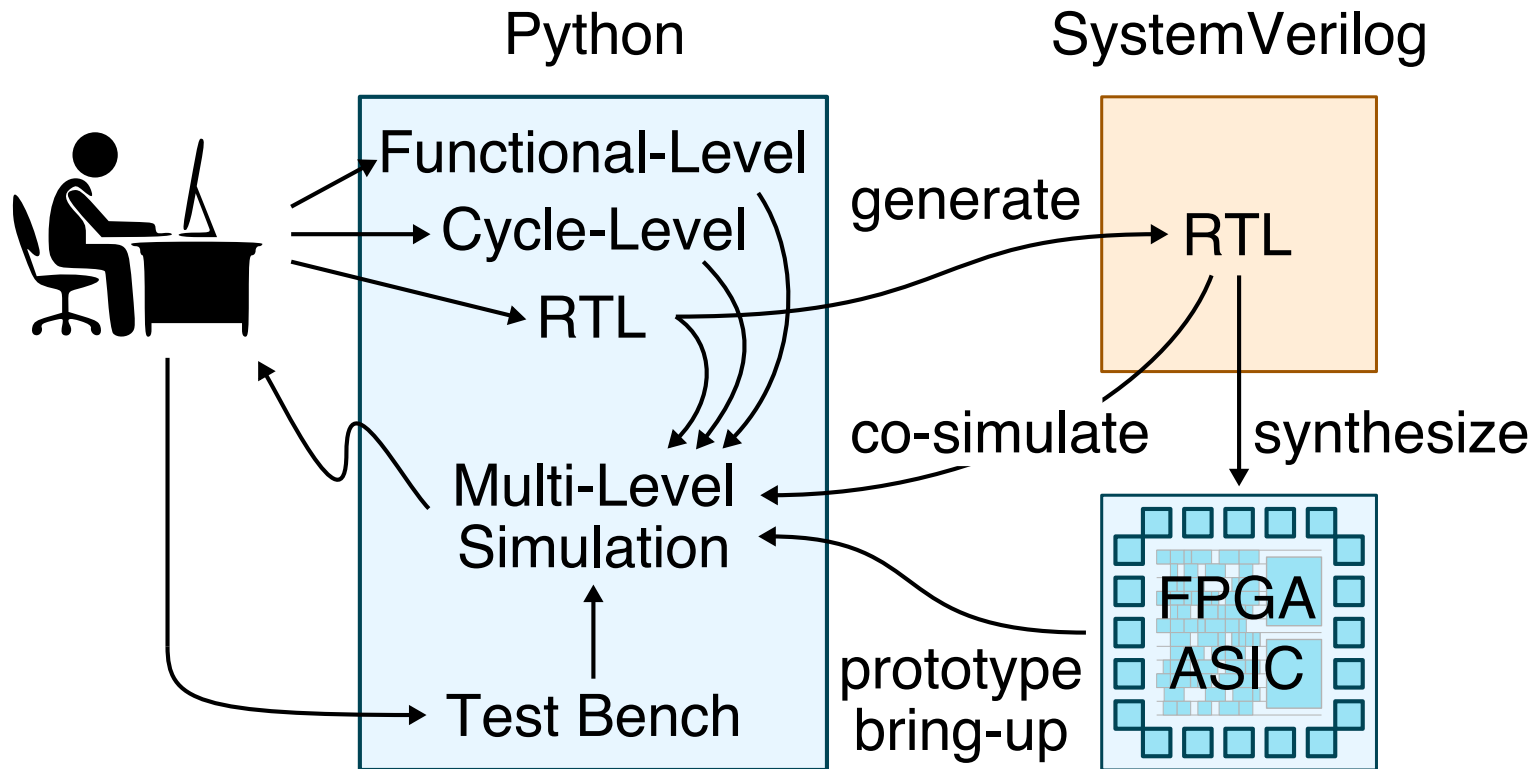 Python
SystemVerilog
Functional-Level
Cycle-Level
RTL
generate
RTL
co-simulate
synthesize
Multi-Level
Simulation
FPGA
ASIC
prototype
bring-up
Test Bench